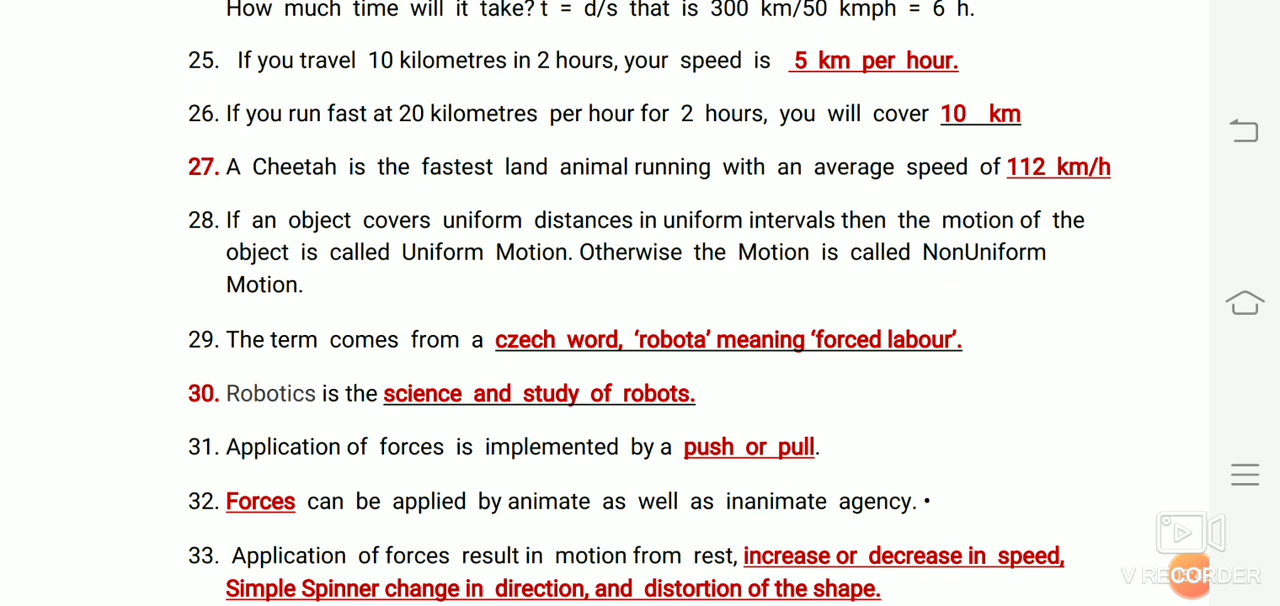 How much time will it take? t = d/s that is 300 km/50 kmph = 6 h.
25. If you travel 10 kilometres in 2 hours, your speed is 5 km per hour.
26. If you run fast at 20 kilometres per hour for 2 hours, you will cover 10 km
27. A Cheetah is the fastest land animal running with an average speed of 112 km/h
28. If an object covers uniform distances in uniform intervals then the motion of the
object is called Uniform Motion. Otherwise the Motion is called NonUniform
Motion.
29. The term comes from a czech word, ‘robota’ meaning ‘forced labour’.
30. Robotics is the science and study of robots.
31. Application of forces is implemented by a push or pull.
32. Forces can be applied by animate as well as inanimate agency. •
33. Application of forces result in motion from rest, increase or decrease in speed,
Simple Spinner change in direction, and distortion of the shape.